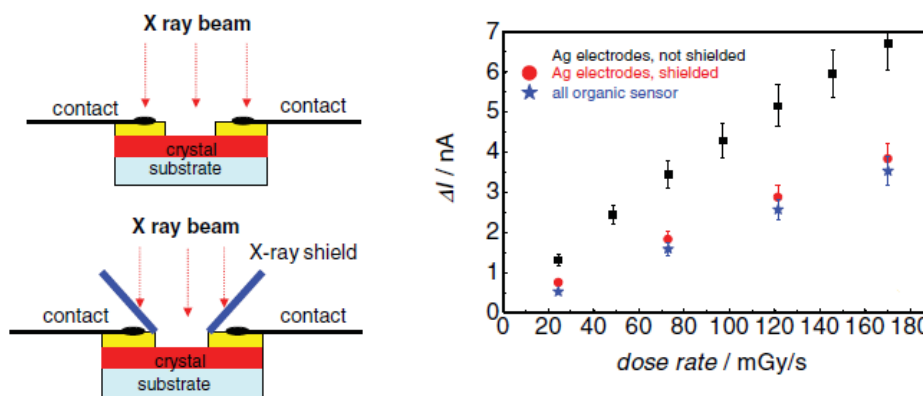 X ray beam
contact
contact
crystal
substrate
X ray beam
X-ray shield
contact
contact
crystal
substrate
7
6
5
4
3
2
1
0
ΔI / nA
Ag electrodes, not shielded
Ag electrodes, shielded
all organic sensor
0 20 40 60 80 100 120 140 160 180
dose rate / mGy/s